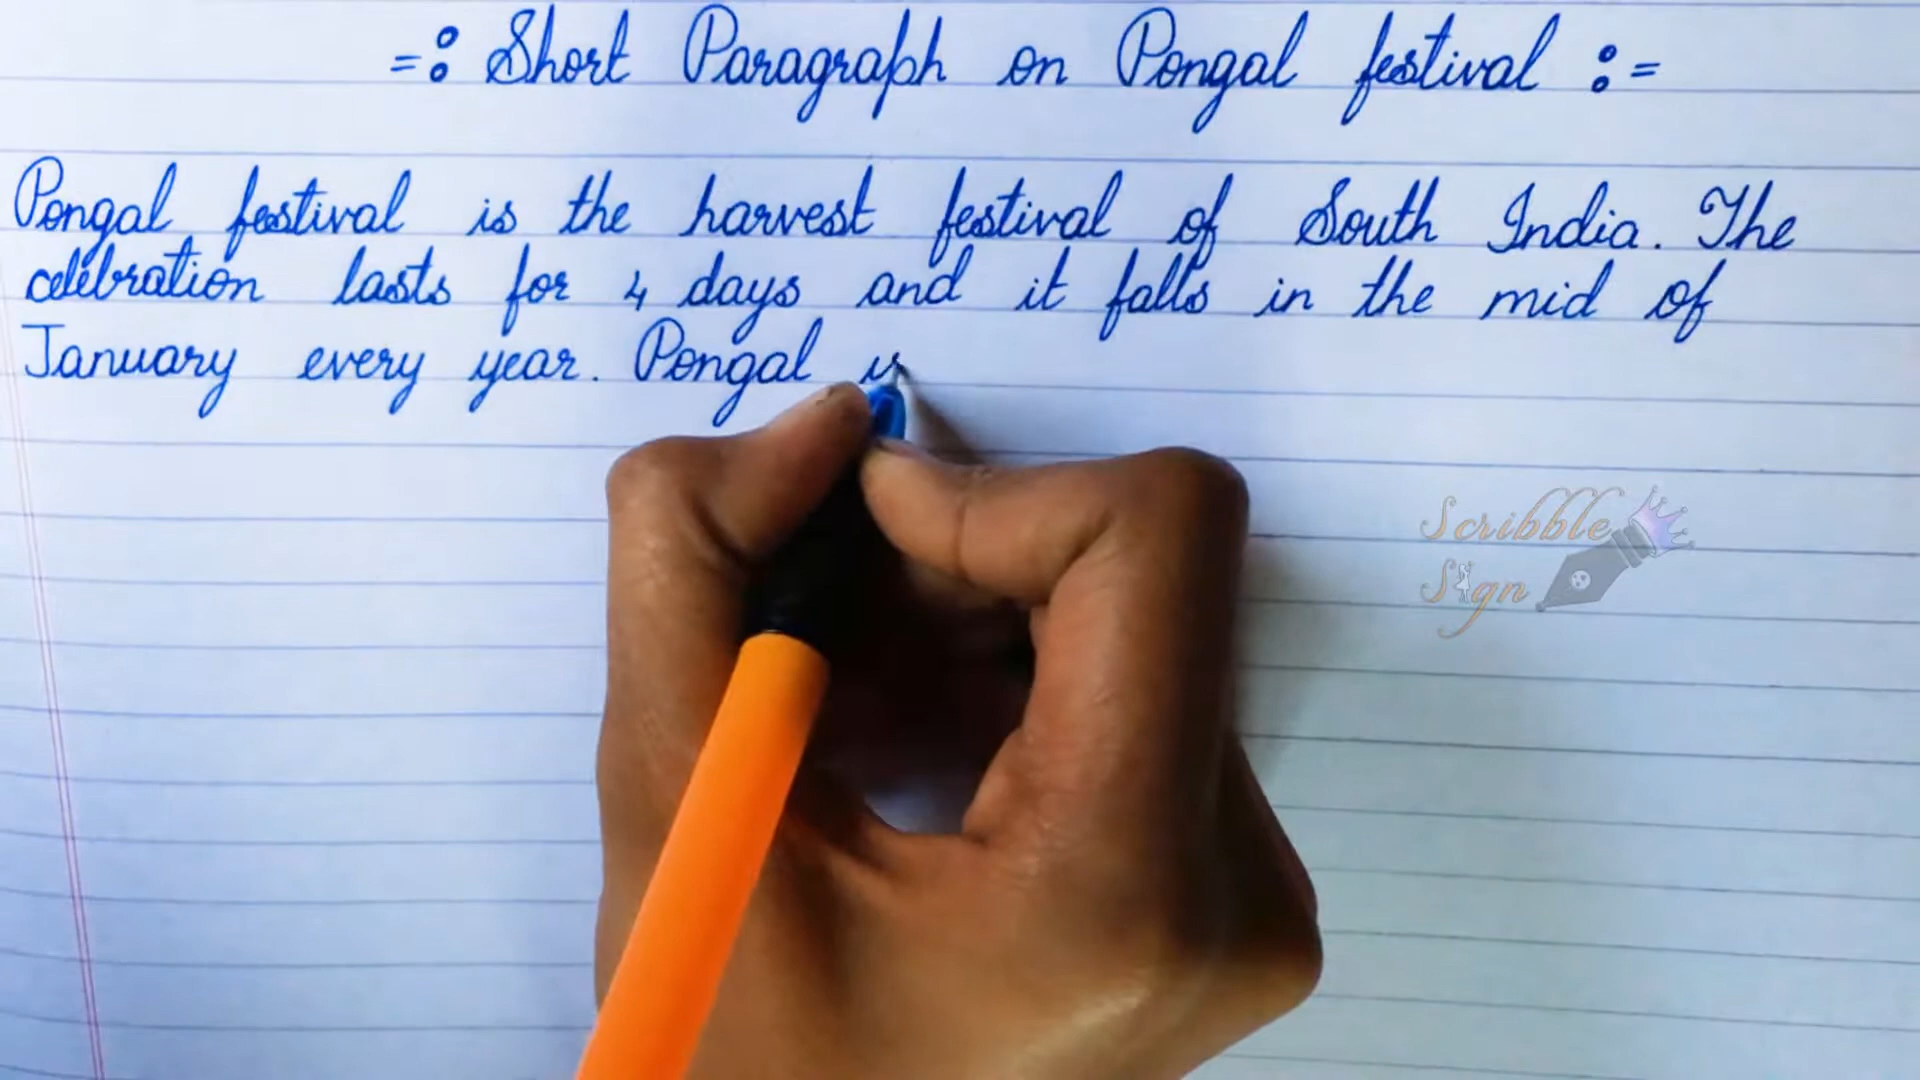 =: Short Paragraph on Pongal festival :=
Pongal festival is the harvest festival of South India. The
celebration lasts for 4 days and it falls in the mid of
January every year. Pongal is
Scribble
Sign